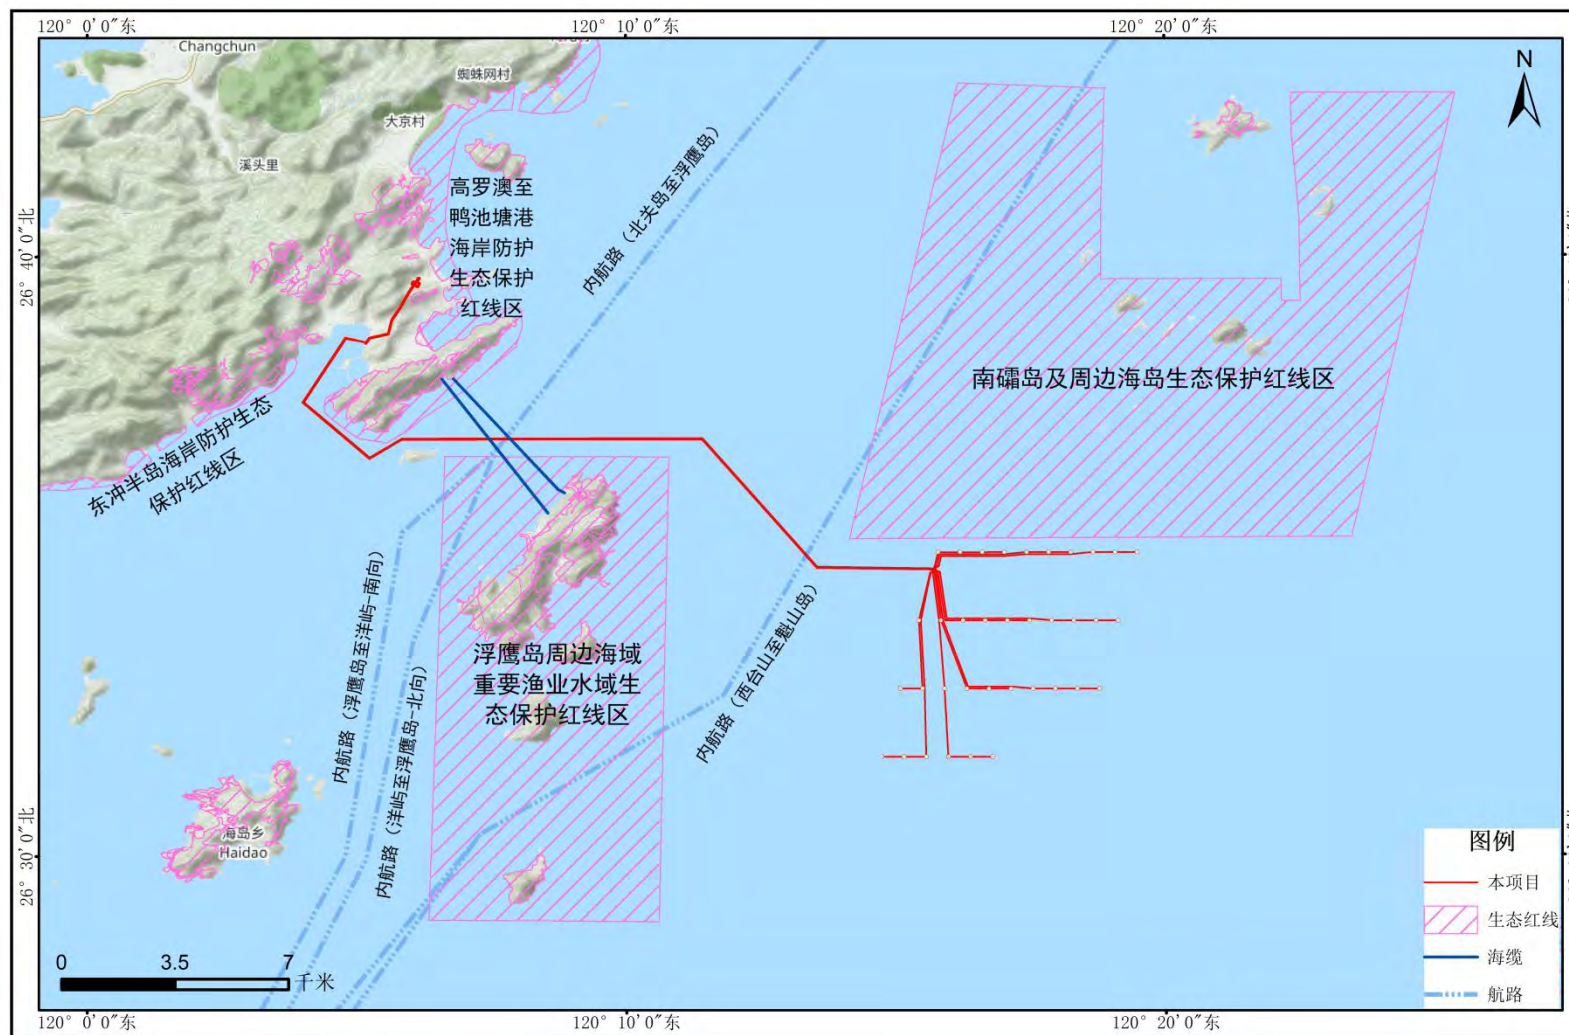 120° 0'0"东
120° 10'0"东
120° 20'0"东
N
Changchun
蜘蛛网村
大京村
溪头里
高罗澳至
鸭池塘港
海岸防护
生态保护
红线区
内航路（北关岛至浮鹰岛）
26° 40'0"北
南礵岛及周边海岛生态保护红线区
东冲半岛海岸防护生态
保护红线区
内航路（浮鹰岛至洋屿-南向）
内航路（洋屿至浮鹰岛-北向）
浮鹰岛周边海域
重要渔业水域生
态保护红线区
内航路（西台山至魁山岛）
海岛乡
Haidao
26° 30'0"北
图例
本项目
生态红线
海缆
航路
0 3.5 7
千米
120° 0'0"东
120° 10'0"东
120° 20'0"东